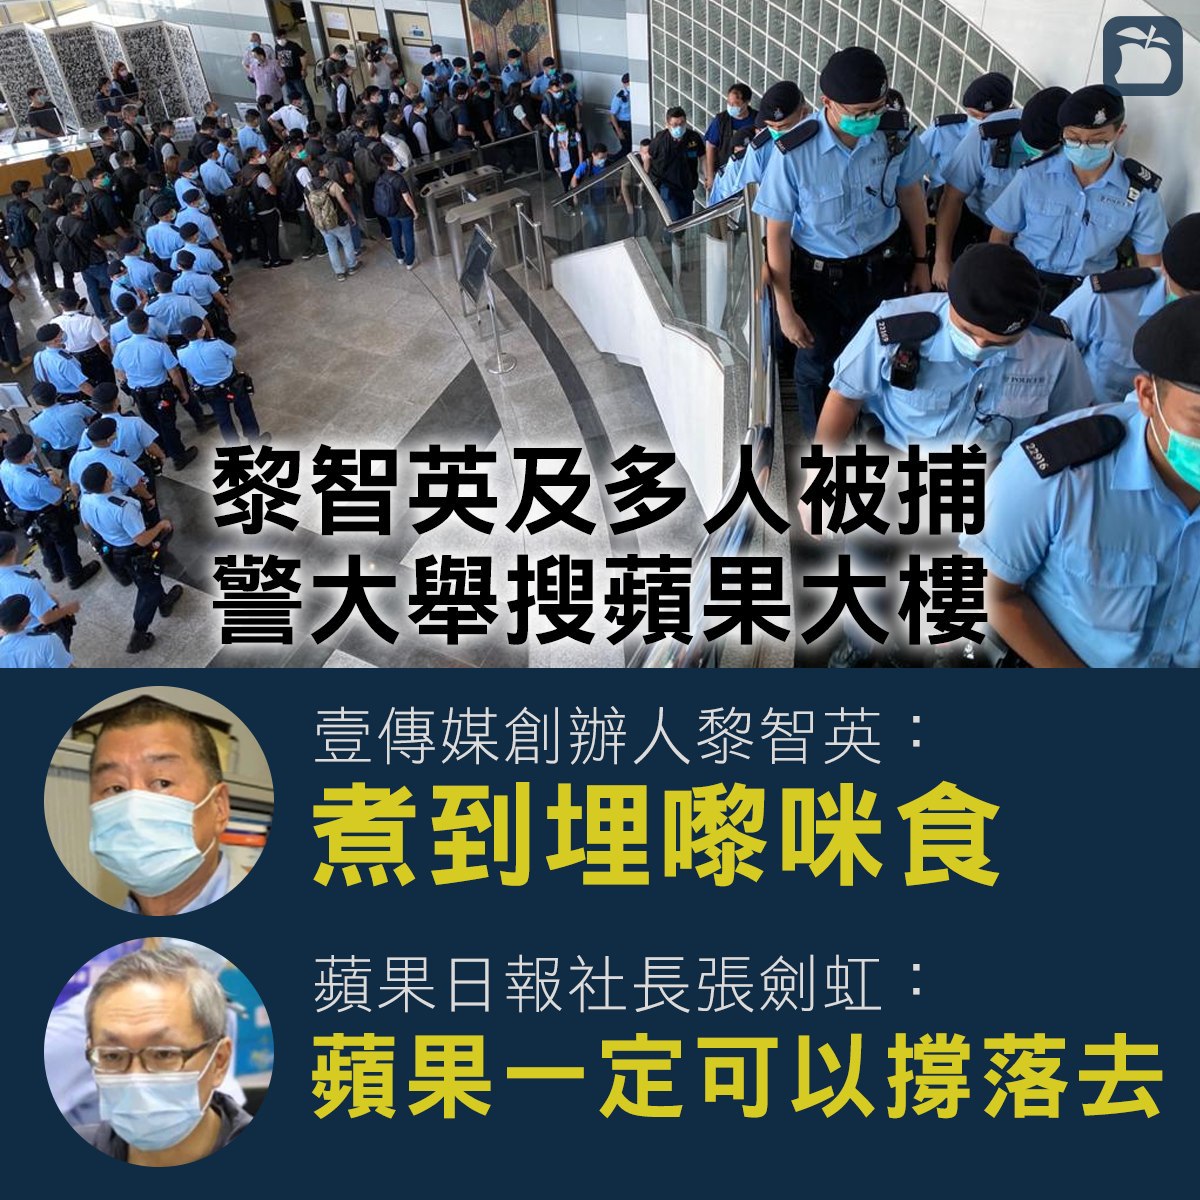 黎智英及多人被捕
警大舉搜蘋果大樓
壹傳媒創辦人黎智英：
煮到埋嚟咪食
蘋果日報社長張劍虹：
蘋果一定可以撐落去
22916
POLICE